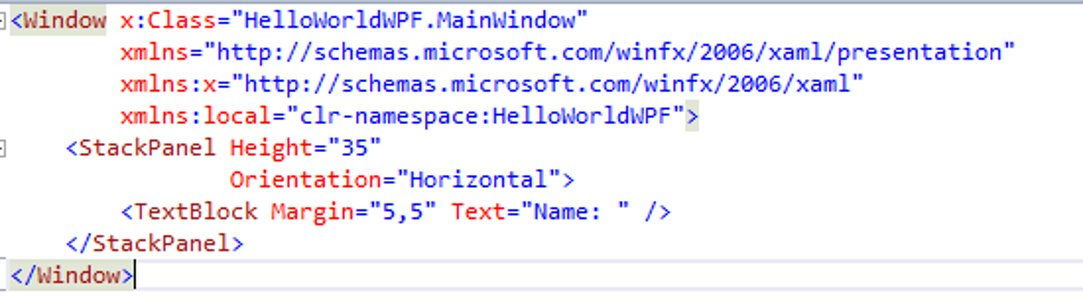 <Window x:Class="HelloWorldWPF.MainWindow"
xmlns="http://schemas.microsoft.com/winfx/2006/xaml/presentation"
xmlns:x="http://schemas.microsoft.com/winfx/2006/xaml"
xmlns:local="clr-namespace:HelloWorldWPF">
<StackPanel Height="35"
Orientation="Horizontal">
<TextBlock Margin="5,5" Text="Name: " />
</StackPanel>
</Window>